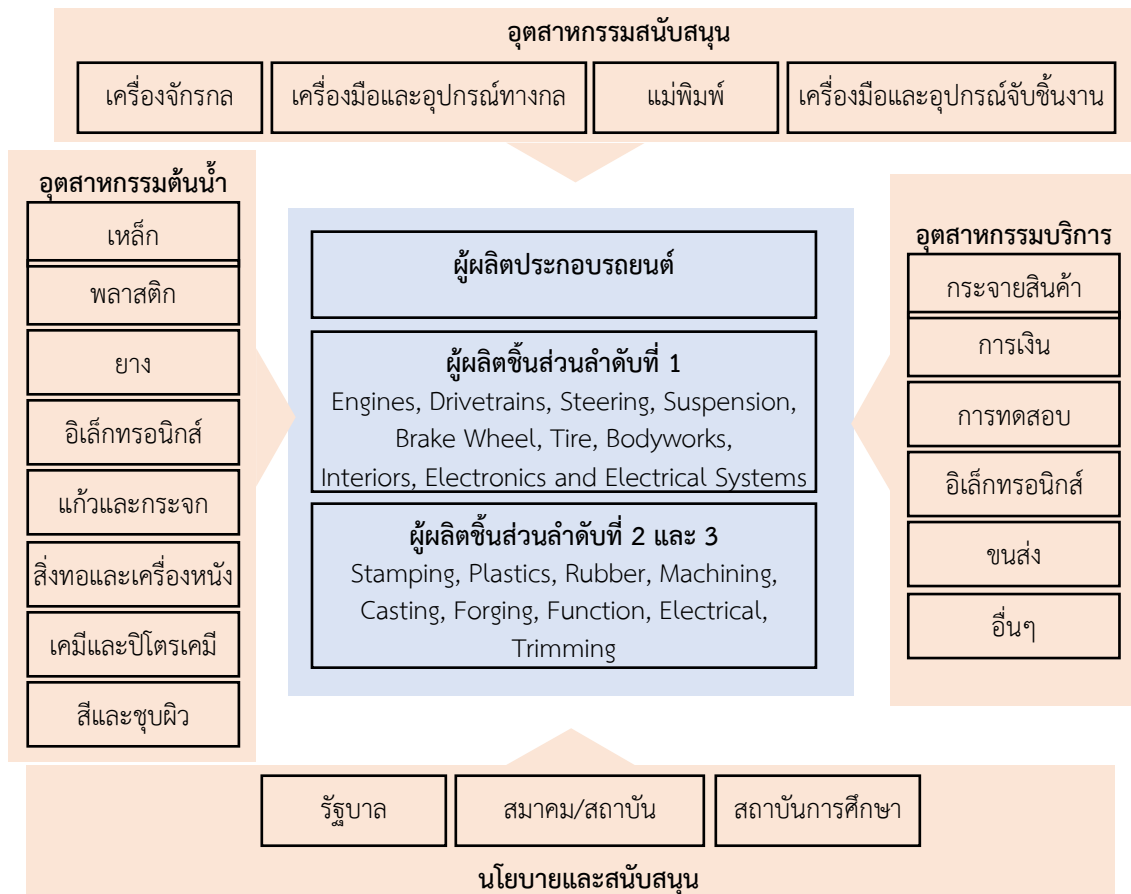 อุตสาหกรรมสนับสนุน
เครื่องจักรกล
เครื่องมือและอุปกรณ์ทางกล
แม่พิมพ์
เครื่องมือและอุปกรณ์จับชิ้นงาน
อุตสาหกรรมต้นน้ำ
เหล็ก
พลาสติก
ยาง
อิเล็กทรอนิกส์
แก้วและกระจก
สิ่งทอและเครื่องหนัง
เคมีและปิโตรเคมี
สีและชุบผิว
ผู้ผลิตประกอบรถยนต์
ผู้ผลิตชิ้นส่วนลำดับที่ 1
Engines, Drivetrains, Steering, Suspension,
Brake Wheel, Tire, Bodyworks,
Interiors, Electronics and Electrical Systems
ผู้ผลิตชิ้นส่วนลำดับที่ 2 และ 3
Stamping, Plastics, Rubber, Machining,
Casting, Forging, Function, Electrical,
Trimming
อุตสาหกรรมบริการ
กระจายสินค้า
การเงิน
การทดสอบ
อิเล็กทรอนิกส์
ขนส่ง
อื่นๆ
รัฐบาล
สมาคม/สถาบัน
สถาบันการศึกษา
นโยบายและสนับสนุน